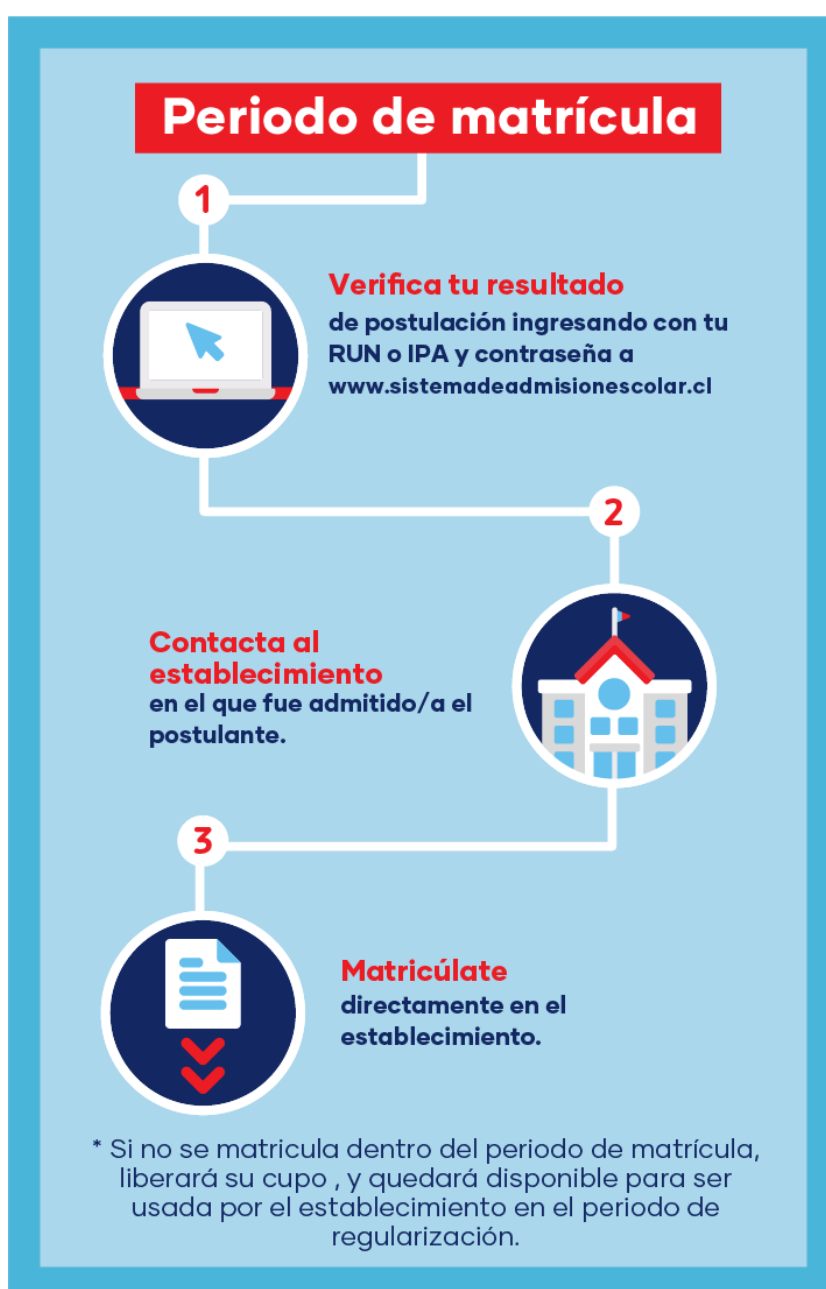 Periodo de matrícula
1
Verifica tu resultado
de postulación ingresando con tu
RUN o IPA y contraseña a
www.sistemadeadmisionescolar.cl
2
Contacta al
establecimiento
en el que fue admitido/a el
postulante.
3
Matricúlate
directamente en el
establecimiento.
* Si no se matricula dentro del periodo de matrícula,
liberará su cupo , y quedará disponible para ser
usada por el establecimiento en el periodo de
regularización.